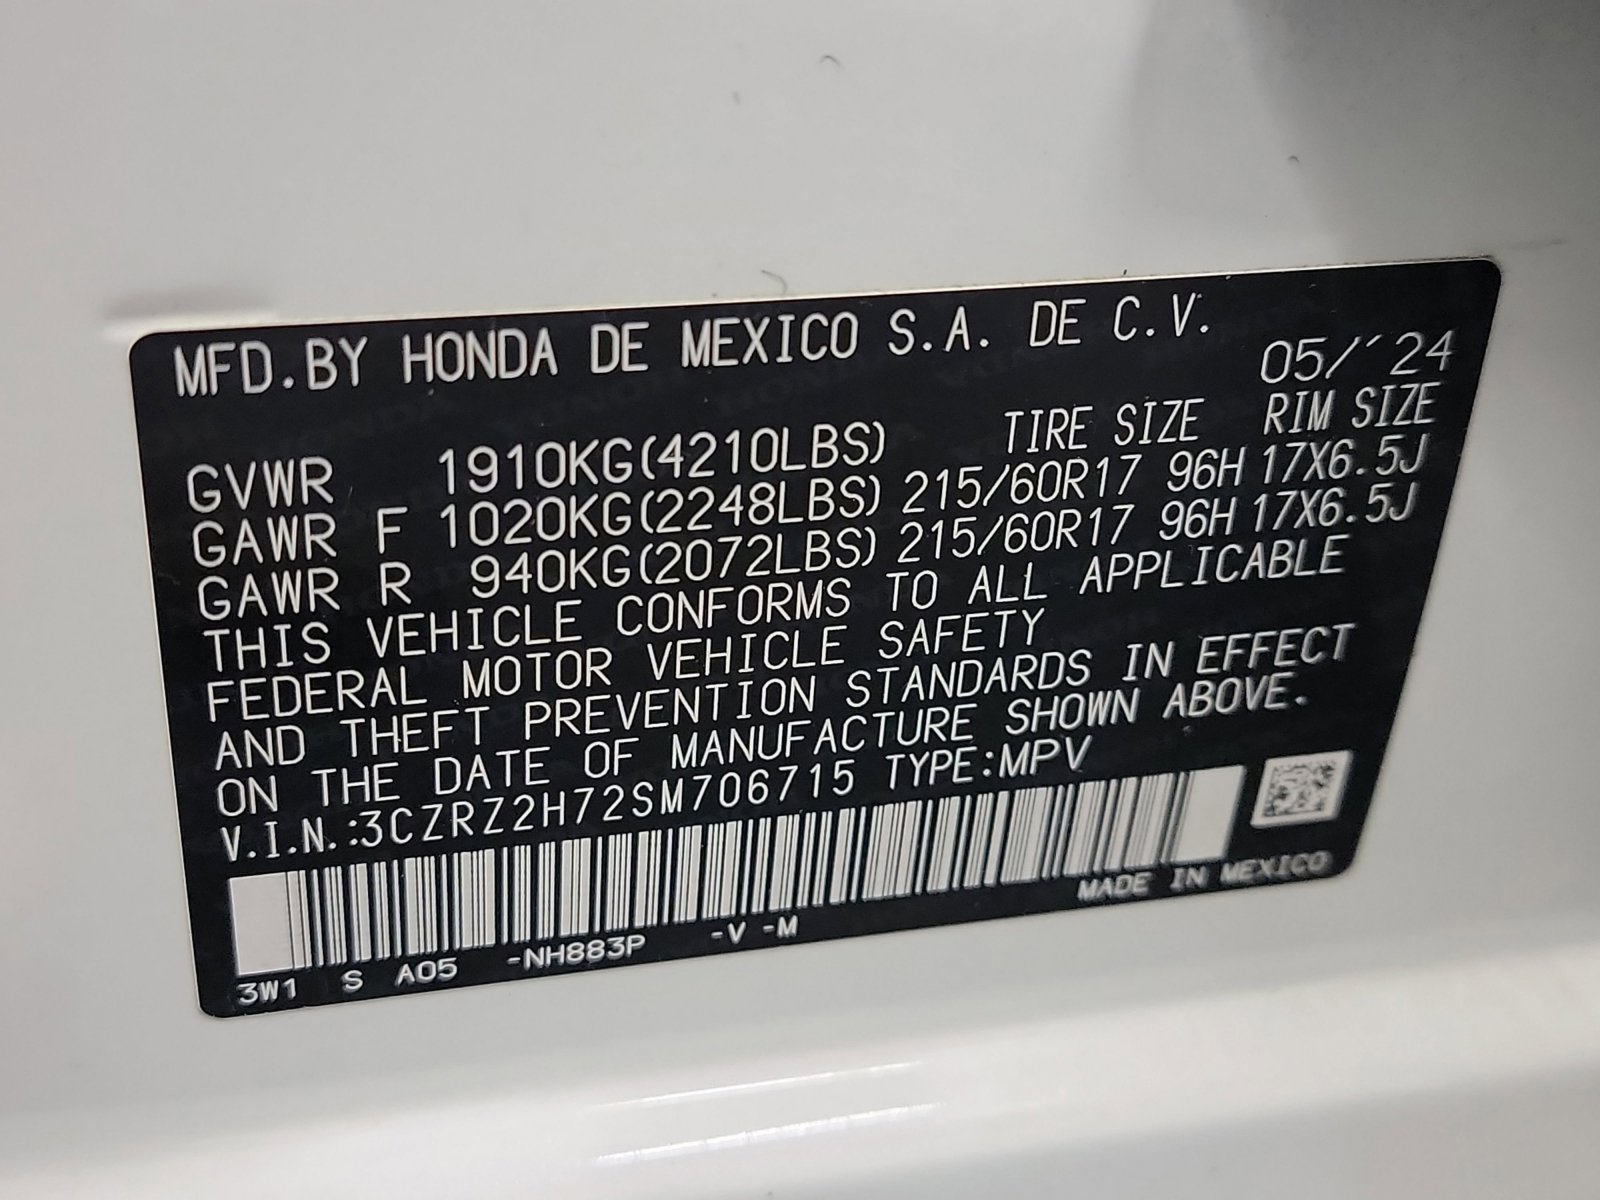 MFD.BY HONDA DE MEXICO S.A. DE C.V.
05/´24
GVWR 1910KG(4210LBS) TIRE SIZE RIM SIZE
GAWR F 1020KG(2248LBS) 215/60R17 96H 17X6.5J
GAWR R 940KG(2072LBS) 215/60R17 96H 17X6.5J
THIS VEHICLE CONFORMS TO ALL APPLICABLE
FEDERAL MOTOR VEHICLE SAFETY
AND THEFT PREVENTION STANDARDS IN EFFECT
ON THE DATE OF MANUFACTURE SHOWN ABOVE.
V.I.N.:3CZRZ2H72SM706715 TYPE:MPV
MADE IN MEXICO
3W1 S A05 -NH883P -V -M